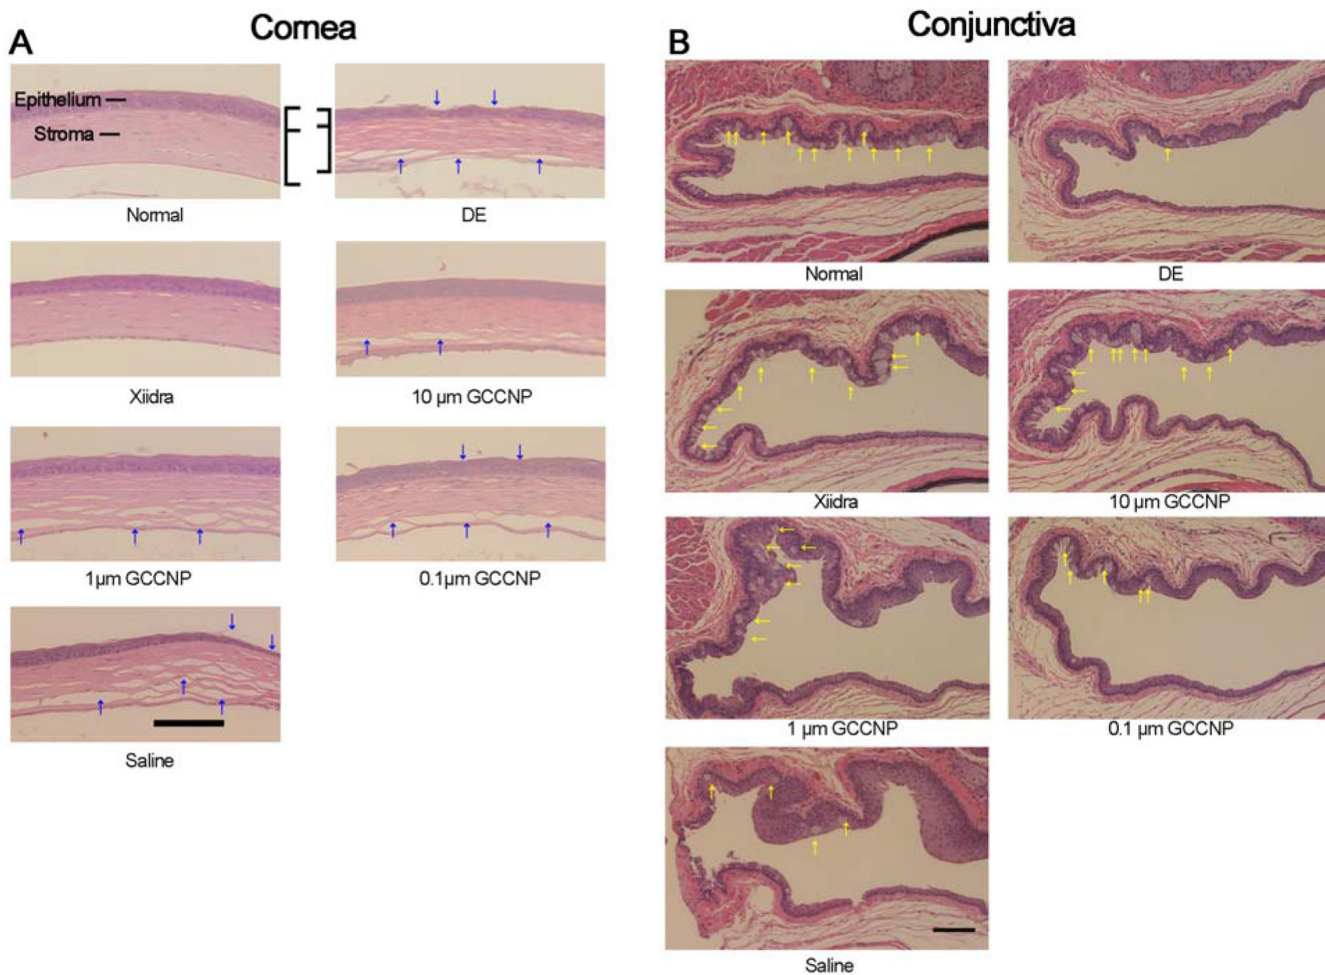 Cornea
Conjunctiva
A
B
Epithelium
Stroma
Normal
DE
Normal
DE
Xiidra
10 µm GCCNP
Xiidra
10 µm GCCNP
1µm GCCNP
0.1µm GCCNP
1 µm GCCNP
0.1 µm GCCNP
Saline
Saline